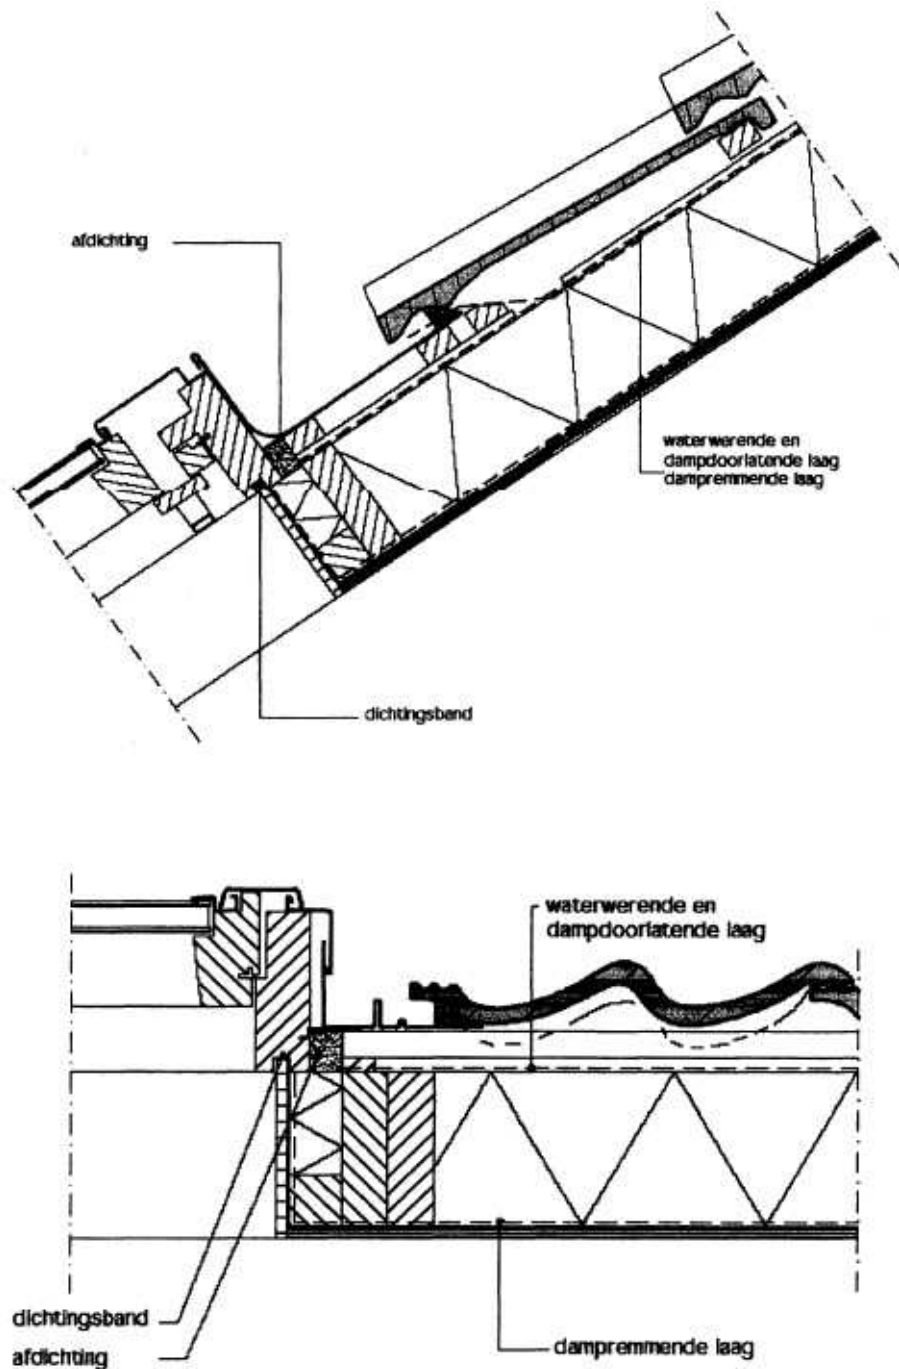 afdichting
waterwerende en
dampdoorlatende laag
dampremmende laag
dichtingsband
waterwerende en
dampdoorlatende laag
dichtingsband
afdichting
dampremmende laag